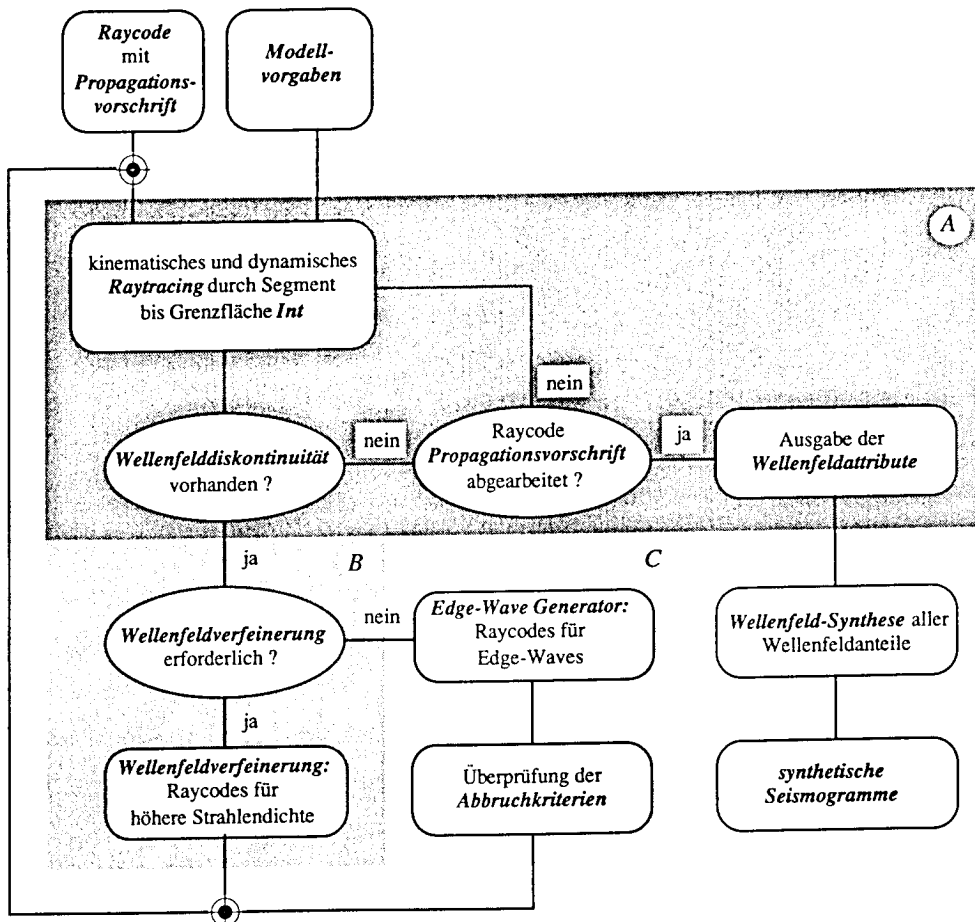 Raycode
mit
Propagations-
vorschrift
Modell-
vorgaben
A
kinematisches und dynamisches
Raytracing durch Segment
bis Grenzfläche Int
nein
Wellenfelddiskontinuität
vorhanden ?
nein
Raycode
Propagationsvorschrift
abgearbeitet ?
ja
Ausgabe der
Wellenfeldattribute
ja
B
C
Wellenfeldverfeinerung
erforderlich ?
nein
Edge-Wave Generator:
Raycodes für
Edge-Waves
Wellenfeld-Synthese aller
Wellenfeldanteile
ja
Wellenfeldverfeinerung:
Raycodes für
höhere Strahlendichte
Überprüfung der
Abbruchkriterien
synthetische
Seismogramme